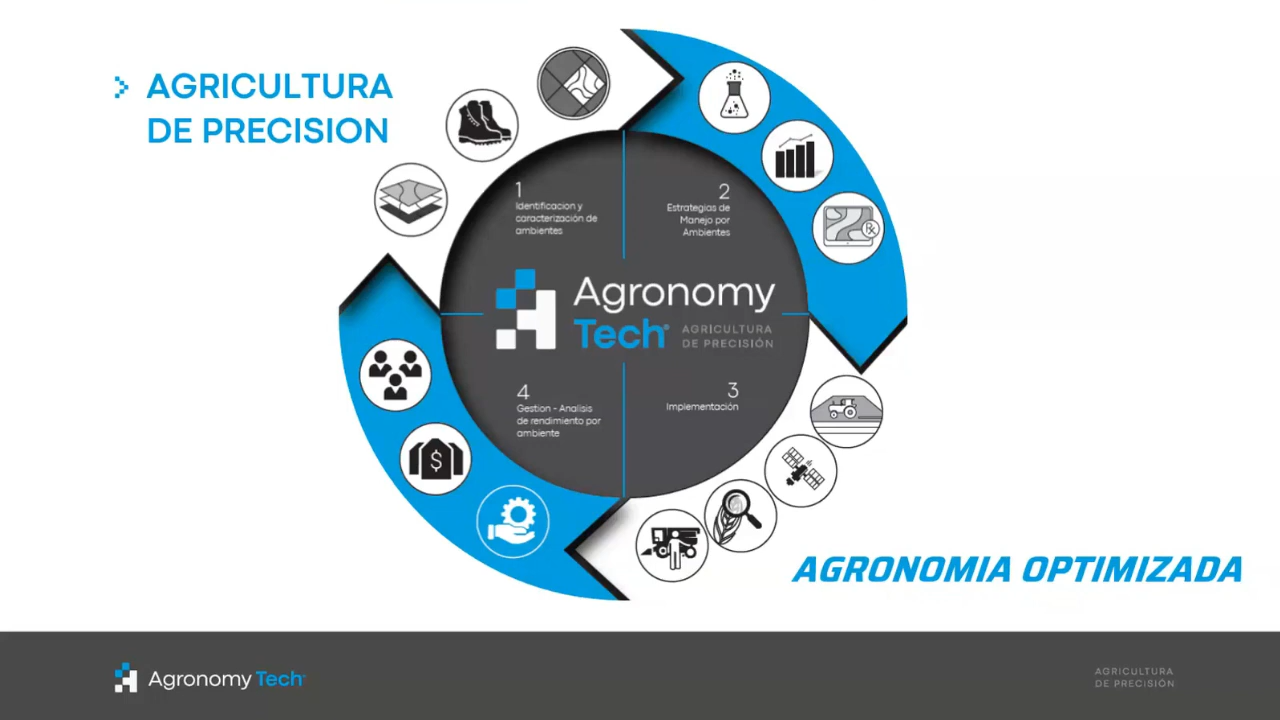 AGRICULTURA
DE PRECISION
1
Identificacion y
caracterización de
ambientes
2
Estrategias de
Manejo por
Ambientes
Rx
Agronomy
Tech®
AGRICULTURA
DE PRECISIÓN
4
Gestion - Analisis
de rendimiento por
ambiente
3
Implementación
$
AGRONOMIA OPTIMIZADA
Agronomy Tech
AGRICULTURA
DE PRECISIÓN